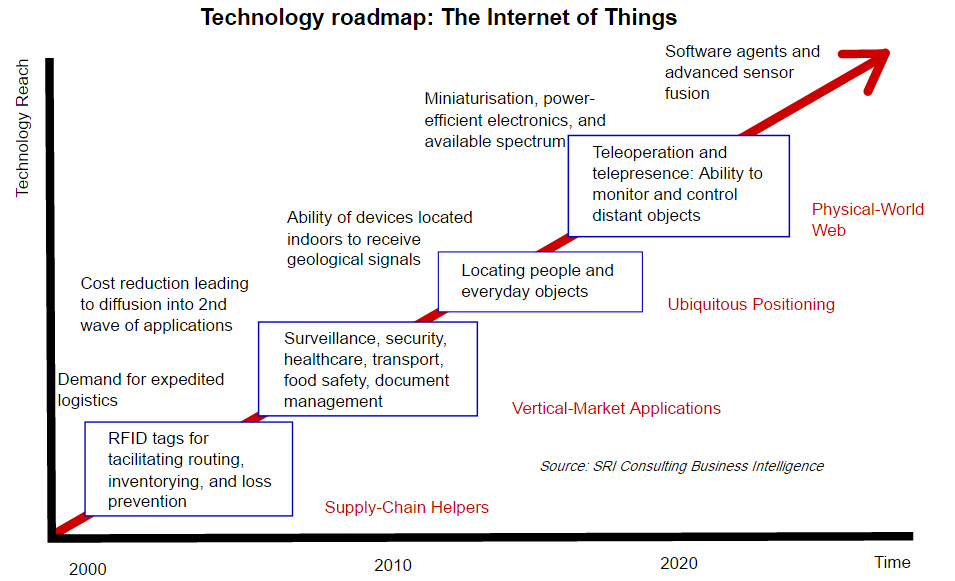 Technology roadmap: The Internet of Things
Technology Reach
Software agents and
advanced sensor
fusion
Miniaturisation, power-
efficient electronics, and
available spectrum
Teleoperation and
telepresence: Ability to
monitor and control
distant objects
Physical-World
Web
Ability of devices located
indoors to receive
geological signals
Locating people and
everyday objects
Ubiquitous Positioning
Cost reduction leading
to diffusion into 2nd
wave of applications
Surveillance, security,
healthcare, transport,
food safety, document
management
Vertical-Market Applications
Demand for expedited
logistics
RFID tags for
tacilitating routing,
inventorying, and loss
prevention
Supply-Chain Helpers
Source: SRI Consulting Business Intelligence
2000
2010
2020
Time